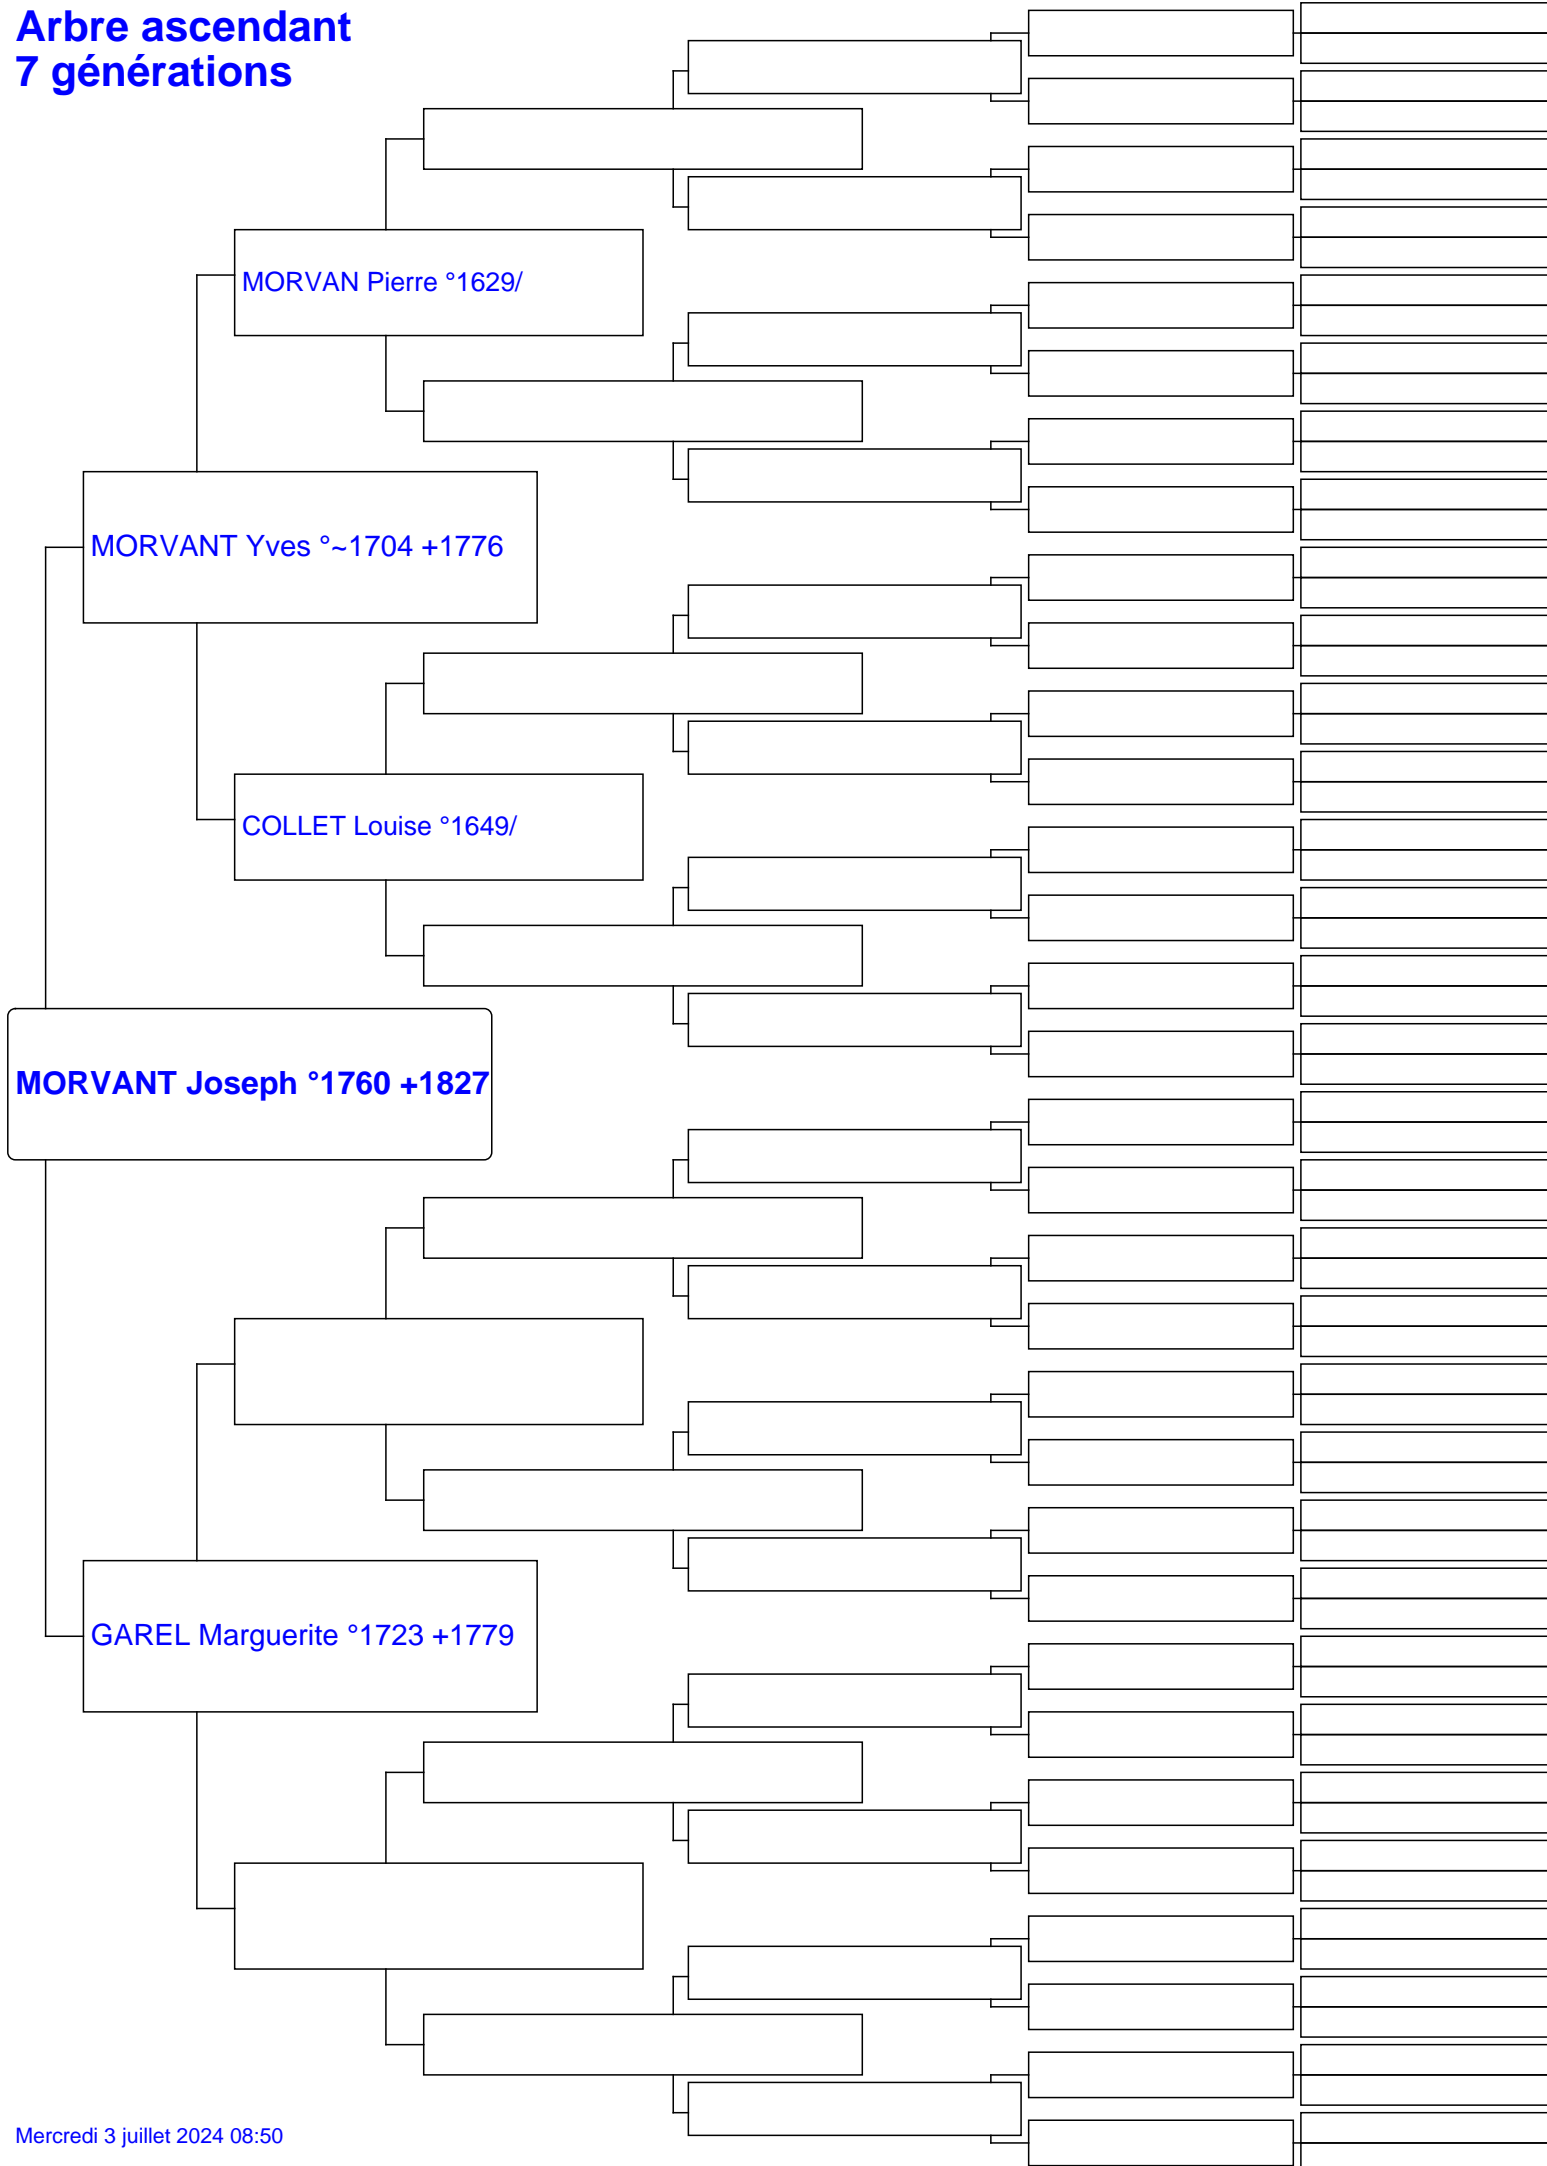 Arbre ascendant
7 générations
MORVAN Pierre °1629/
MORVANT Yves °~1704 +1776
COLLET Louise °1649/
MORVANT Joseph °1760 +1827
GAREL Marguerite °1723 +1779
Mercredi 3 juillet 2024 08:50